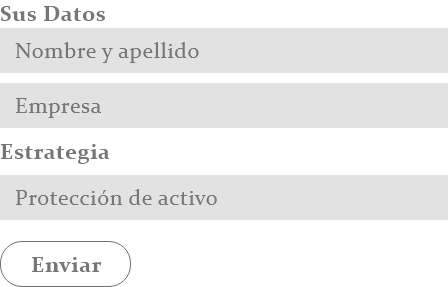 Sus Datos
Nombre y apellido
Empresa
Estrategia
Protección de activo
Enviar